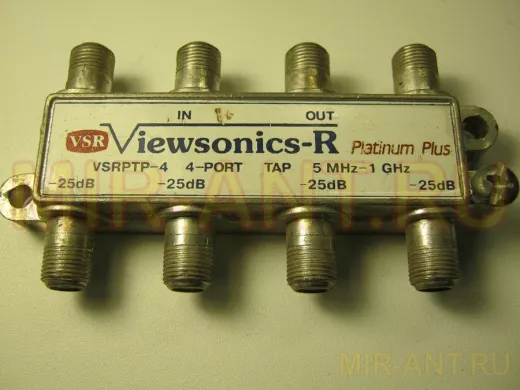 IN OUT
VSR Viewsonics-R Platinum Plus
VSRPTP-4 4-PORT TAP 5 MHz-1 GHz
-25dB -25dB -25dB -25dB
MIR-ANT.RU
MIR-ANT.RU